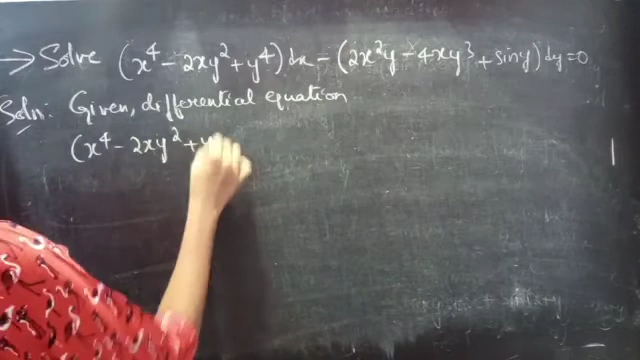 → Solve (x⁴ - 2xy² + y⁴) dx - (2x²y - 4xy³ + sin y) dy = 0
Soln: Given, differential equation
(x⁴ - 2xy² + y